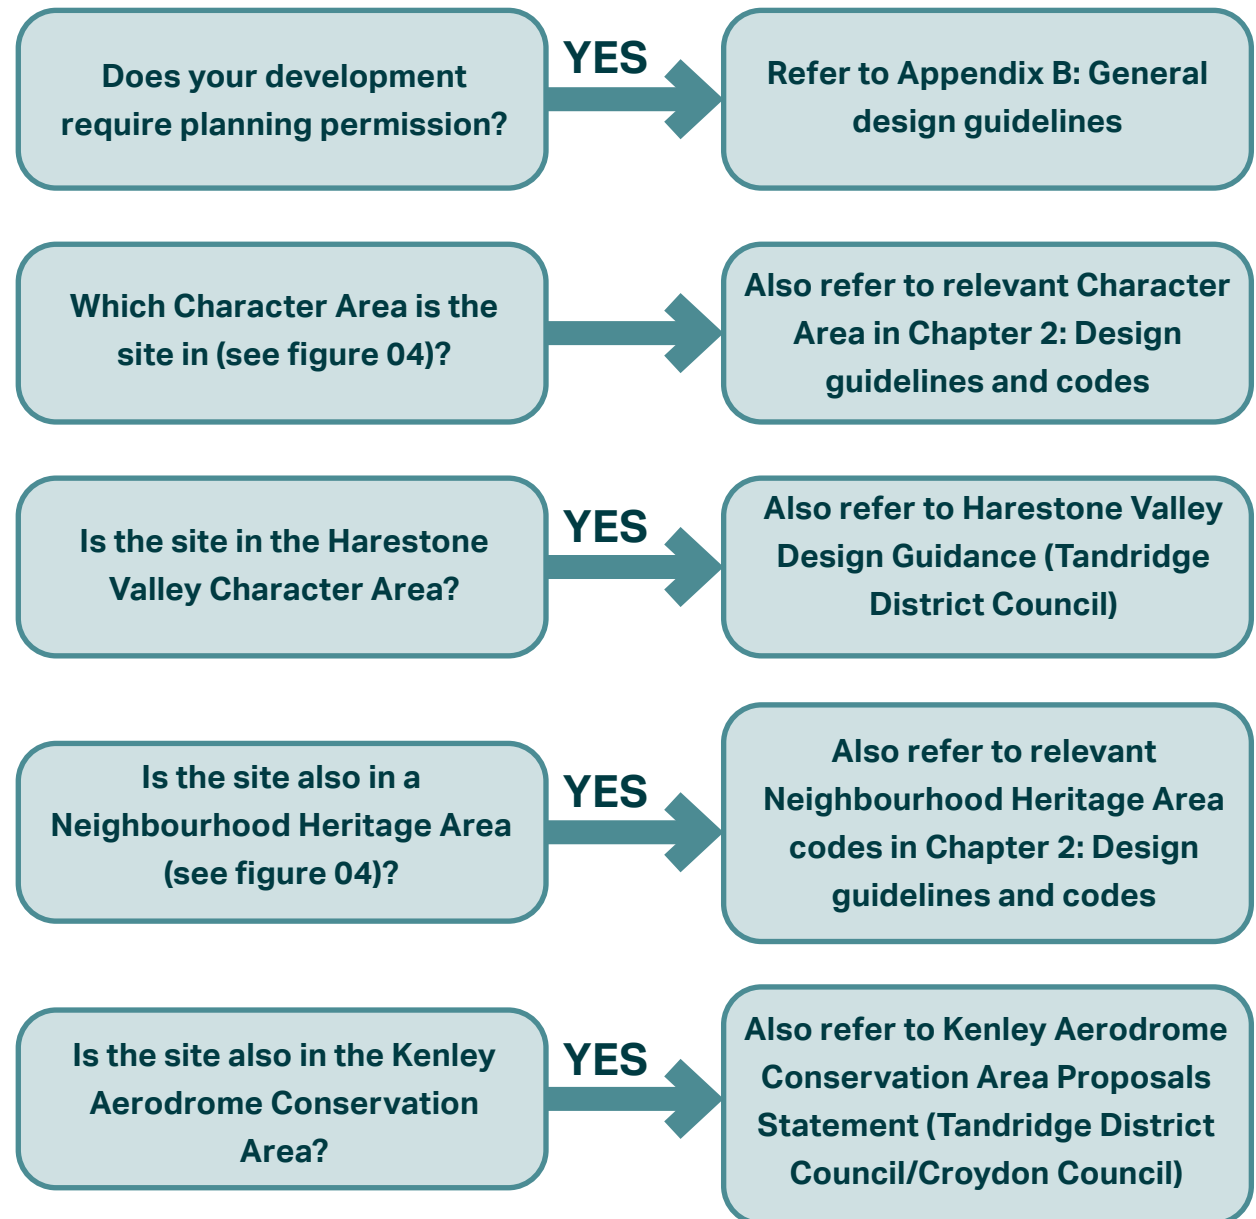 Does your development
require planning permission?
YES
Refer to Appendix B: General
design guidelines
Which Character Area is the
site in (see figure 04)?
Also refer to relevant Character
Area in Chapter 2: Design
guidelines and codes
Is the site in the Harestone
Valley Character Area?
YES
Also refer to Harestone Valley
Design Guidance (Tandridge
District Council)
Is the site also in a
Neighbourhood Heritage Area
(see figure 04)?
YES
Also refer to relevant
Neighbourhood Heritage Area
codes in Chapter 2: Design
guidelines and codes
Is the site also in the Kenley
Aerodrome Conservation
Area?
YES
Also refer to Kenley Aerodrome
Conservation Area Proposals
Statement (Tandridge District
Council/Croydon Council)